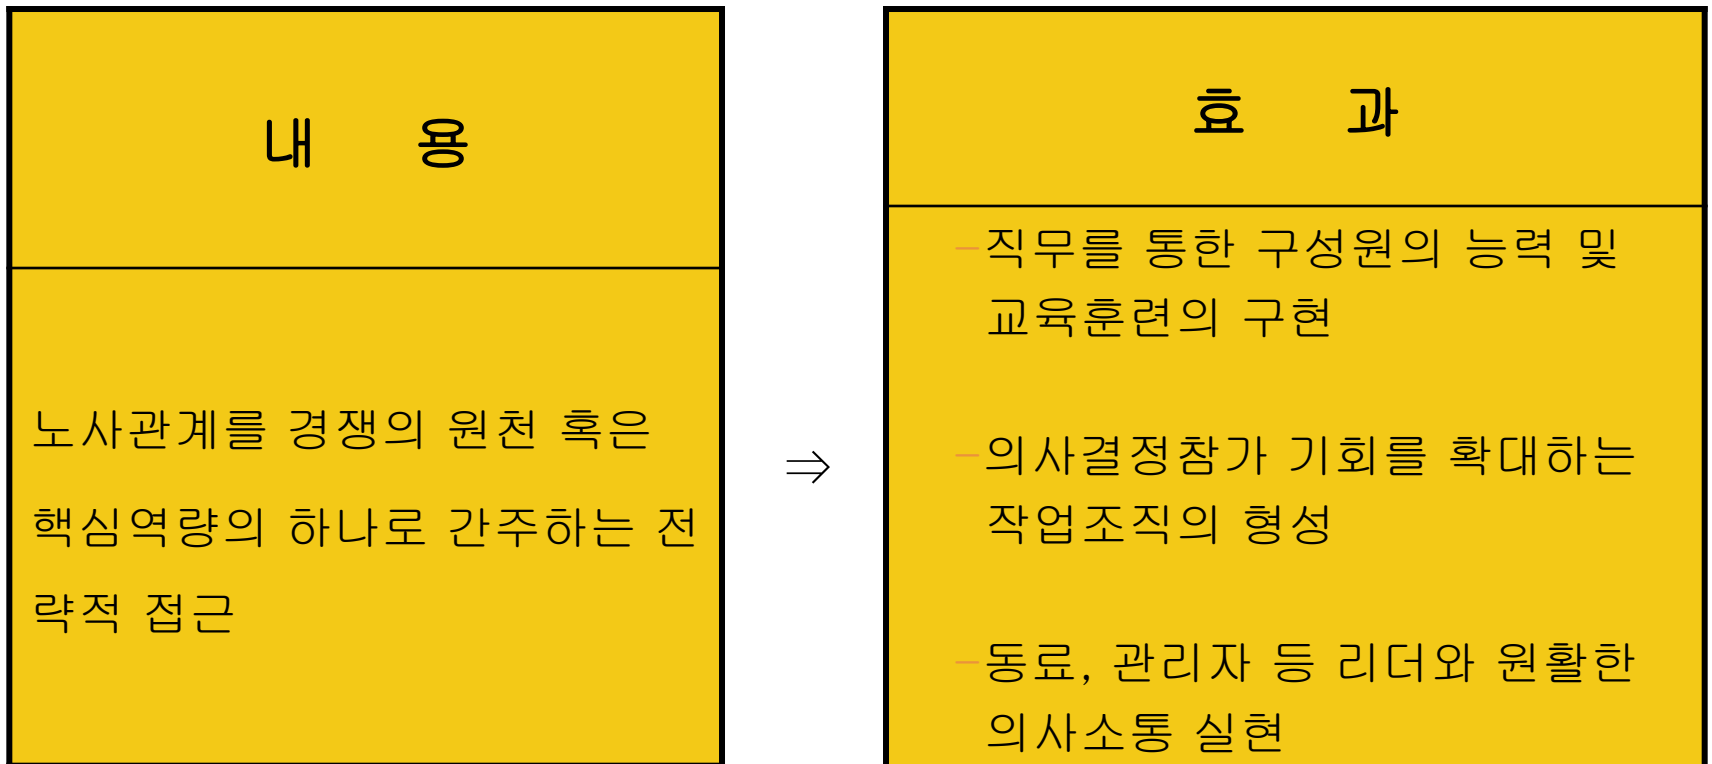 내 용
노사관계를 경쟁의 원천 혹은
핵심역량의 하나로 간주하는 전
략적 접근
⇒
효 과
–직무를 통한 구성원의 능력 및
교육훈련의 구현
–의사결정참가 기회를 확대하는
작업조직의 형성
–동료, 관리자 등 리더와 원활한
의사소통 실현